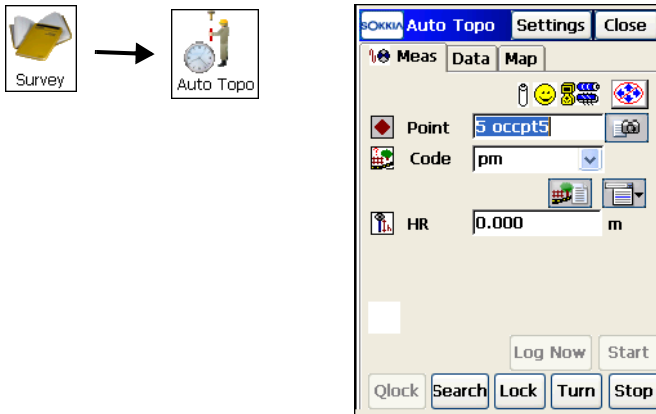 Survey
Auto Topo
SOKKIA Auto Topo Settings Close
Meas Data Map
Point 5 occpt5
Code pm
HR 0.000 m
Log Now Start
Qlock Search Lock Turn Stop